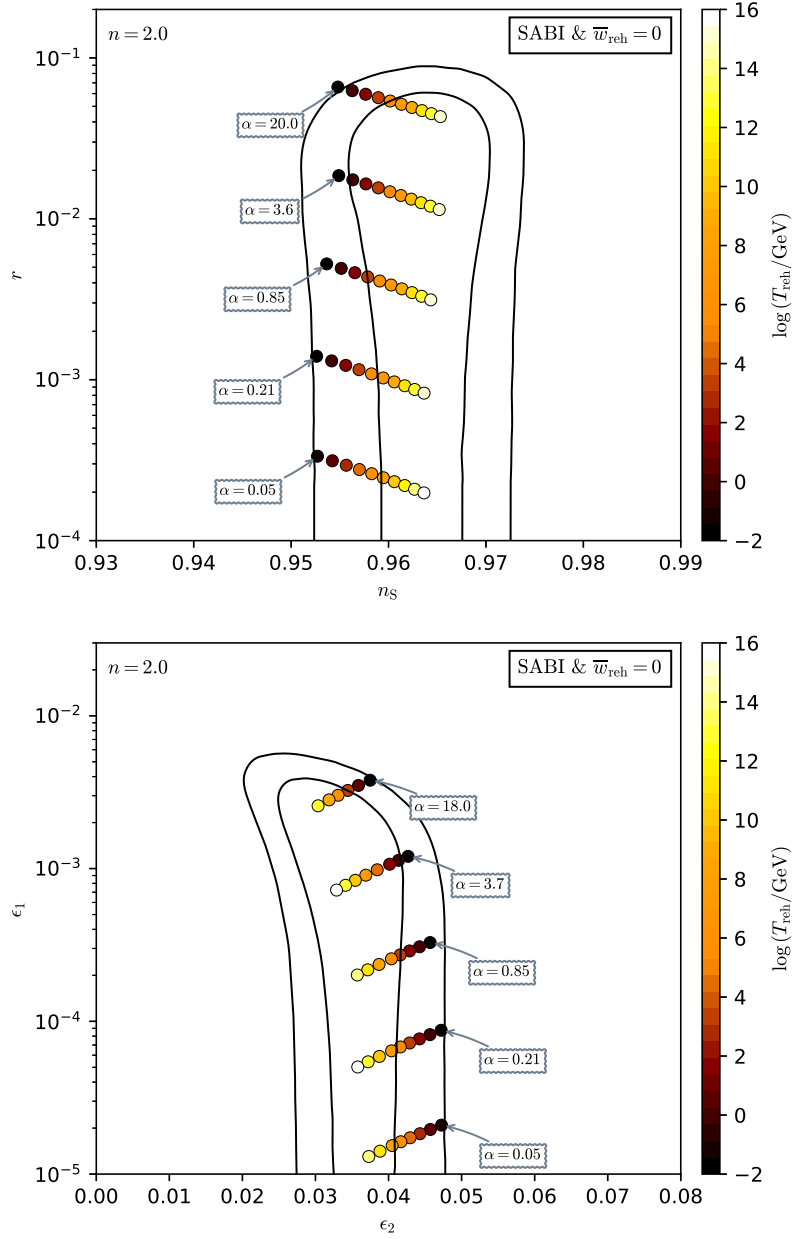 n = 2.0
SABI & w̅_reh = 0
10⁻¹
10⁻²
10⁻³
10⁻⁴
r
α = 20.0
α = 3.6
α = 0.85
α = 0.21
α = 0.05
0.93 0.94 0.95 0.96 0.97 0.98 0.99
n_S
16
14
12
10
8
6
4
2
0
−2
log (T_reh/GeV)
n = 2.0
SABI & w̅_reh = 0
10⁻²
10⁻³
10⁻⁴
10⁻⁵
ϵ₁
α = 18.0
α = 3.7
α = 0.85
α = 0.21
α = 0.05
0.00 0.01 0.02 0.03 0.04 0.05 0.06 0.07 0.08
ϵ₂
16
14
12
10
8
6
4
2
0
−2
log (T_reh/GeV)